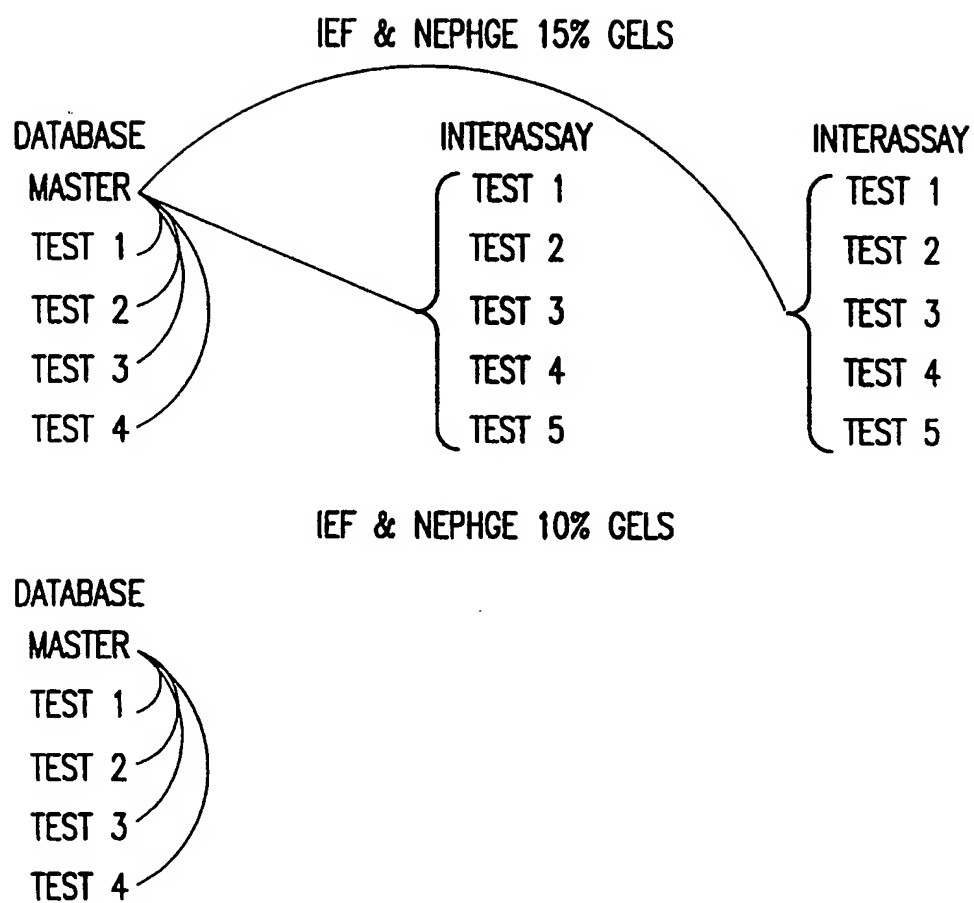 IEF & NEPHGE 15% GELS
DATABASE
MASTER
TEST 1
TEST 2
TEST 3
TEST 4
INTERASSAY
TEST 1
TEST 2
TEST 3
TEST 4
TEST 5
INTERASSAY
TEST 1
TEST 2
TEST 3
TEST 4
TEST 5
IEF & NEPHGE 10% GELS
DATABASE
MASTER
TEST 1
TEST 2
TEST 3
TEST 4